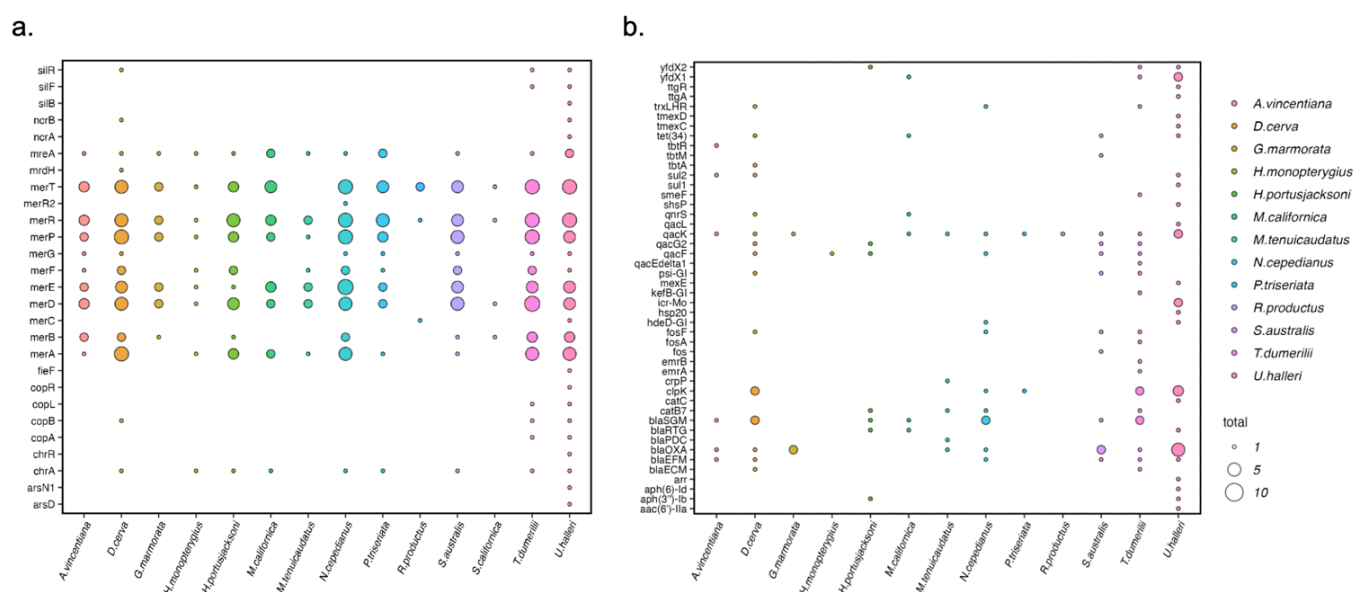 a.
silR
silF
silB
ncrB
ncrA
mreA
mrdH
merT
merR2
merR
merP
merG
merF
merE
merD
merC
merB
merA
fieF
copR
copL
copB
copA
chrR
chrA
arsN1
arsD
A.vincentiana
D.cerva
G.marmorata
H.monopterygius
H.portusjacksoni
M.californica
M.tenuicaudatus
N.cepedianus
P.triseriata
R.productus
S.australis
S.californica
T.dumerilii
U.halleri
b.
yfdX2
yfdX1
ttgR
ttgA
trxLHR
tmexD
tmexC
tet(34)
tbtR
tbtM
tbtA
sul2
sul1
smeF
shsP
qnrS
qacL
qacK
qacG2
qacF
qacEdelta1
psi-GI
mexE
kefB-GI
icr-Mo
hsp20
hdeD-GI
fosF
fosA
fos
emrB
emrA
crpP
clpK
catC
catB7
blaSGM
blaRTG
blaPDC
blaOXA
blaEFM
blaECM
arr
aph(6)-Id
aph(3")-Ib
aac(6')-IIa
A.vincentiana
D.cerva
G.marmorata
H.monopterygius
H.portusjacksoni
M.californica
M.tenuicaudatus
N.cepedianus
P.triseriata
R.productus
S.australis
T.dumerilii
U.halleri
A.vincentiana
D.cerva
G.marmorata
H.monopterygius
H.portusjacksoni
M.californica
M.tenuicaudatus
N.cepedianus
P.triseriata
R.productus
S.australis
T.dumerilii
U.halleri
total
1
5
10